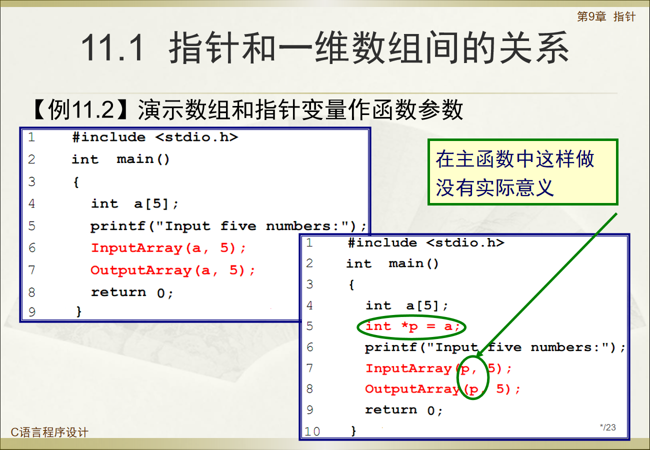 第9章 指针
11.1 指针和一维数组间的关系
【例11.2】演示数组和指针变量作函数参数
1 #include <stdio.h>
2 int main()
3 {
4 int a[5];
5 printf("Input five numbers:");
6 InputArray(a, 5);
7 OutputArray(a, 5);
8 return 0;
9 }
在主函数中这样做
没有实际意义
1 #include <stdio.h>
2 int main()
3 {
4 int a[5];
5 int *p = a;
6 printf("Input five numbers:");
7 InputArray(p, 5);
8 OutputArray(p, 5);
9 return 0;
10 }
C语言程序设计
*/23